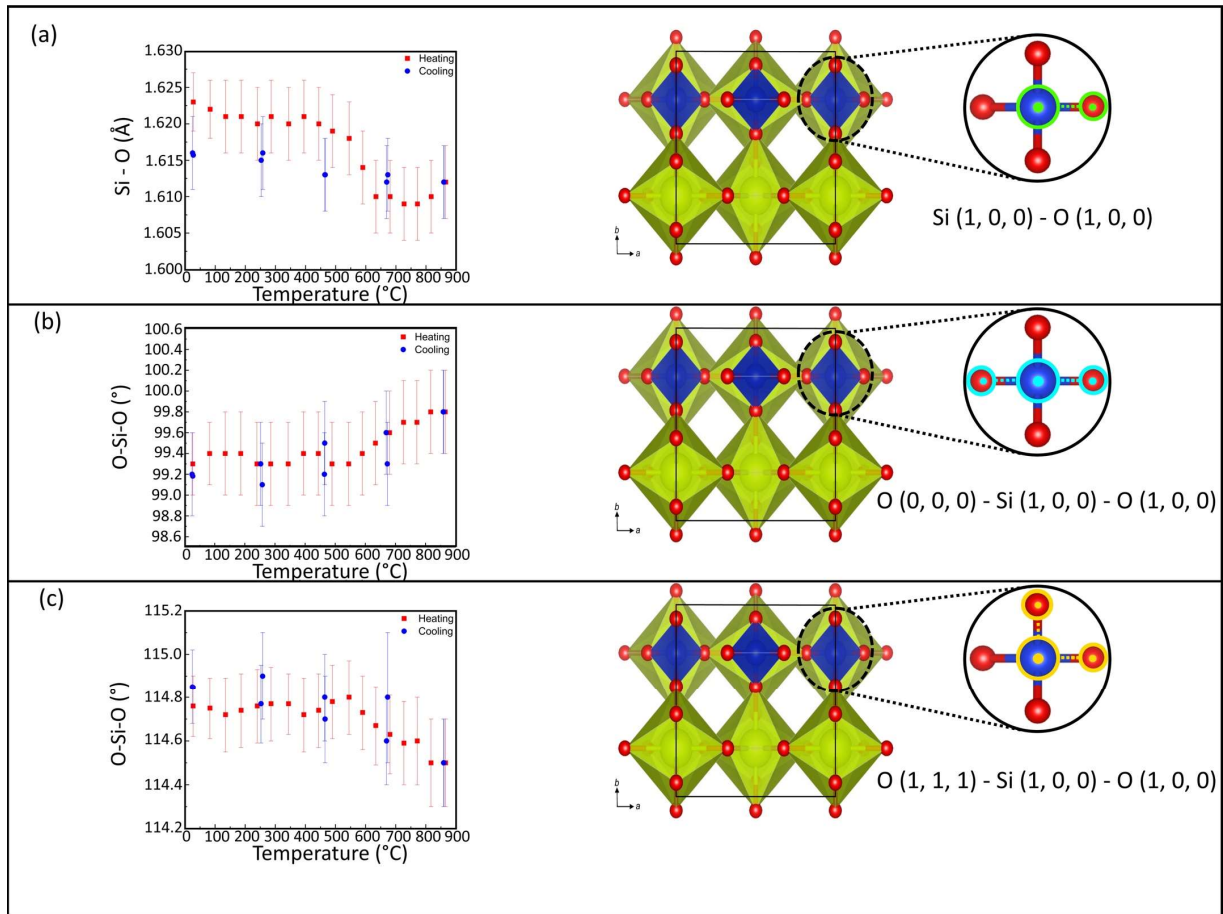 (a)
1.630
1.625
1.620
1.615
1.610
1.605
1.600
Si - O (Å)
Heating
Cooling
0 100 200 300 400 500 600 700 800 900
Temperature (°C)
b
a
Si (1, 0, 0) - O (1, 0, 0)
(b)
100.6
100.4
100.2
100.0
99.8
99.6
99.4
99.2
99.0
98.8
98.6
O-Si-O (°)
Heating
Cooling
0 100 200 300 400 500 600 700 800 900
Temperature (°C)
b
a
O (0, 0, 0) - Si (1, 0, 0) - O (1, 0, 0)
(c)
115.2
115.0
114.8
114.6
114.4
114.2
O-Si-O (°)
Heating
Cooling
0 100 200 300 400 500 600 700 800 900
Temperature (°C)
b
a
O (1, 1, 1) - Si (1, 0, 0) - O (1, 0, 0)